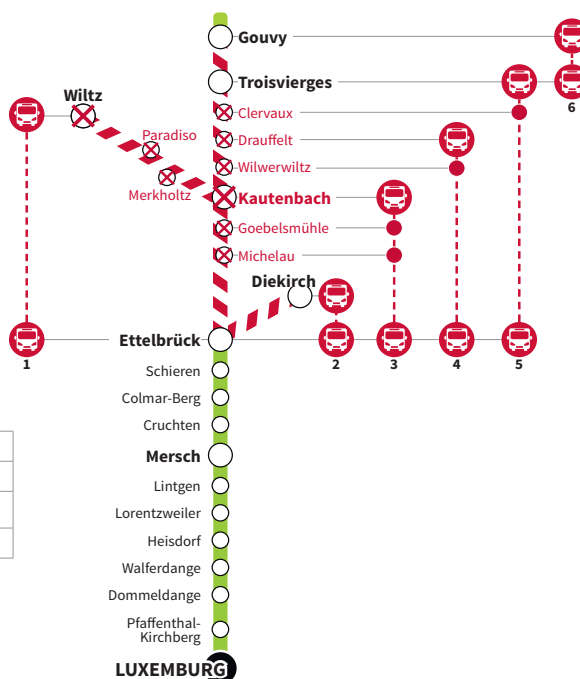 Gouvy
Troisvierges
6
Wiltz
Clervaux
Paradiso
Drauffelt
Wilwerwiltz
Merkholtz
Kautenbach
Goebelsmühle
Michelau
Diekirch
Ettelbrück
1
2
3
4
5
Schieren
Colmar-Berg
Cruchten
Mersch
Lintgen
Lorentzweiler
Heisdorf
Walferdange
Dommeldange
Pfaffenthal-
Kirchberg
LUXEMBURG